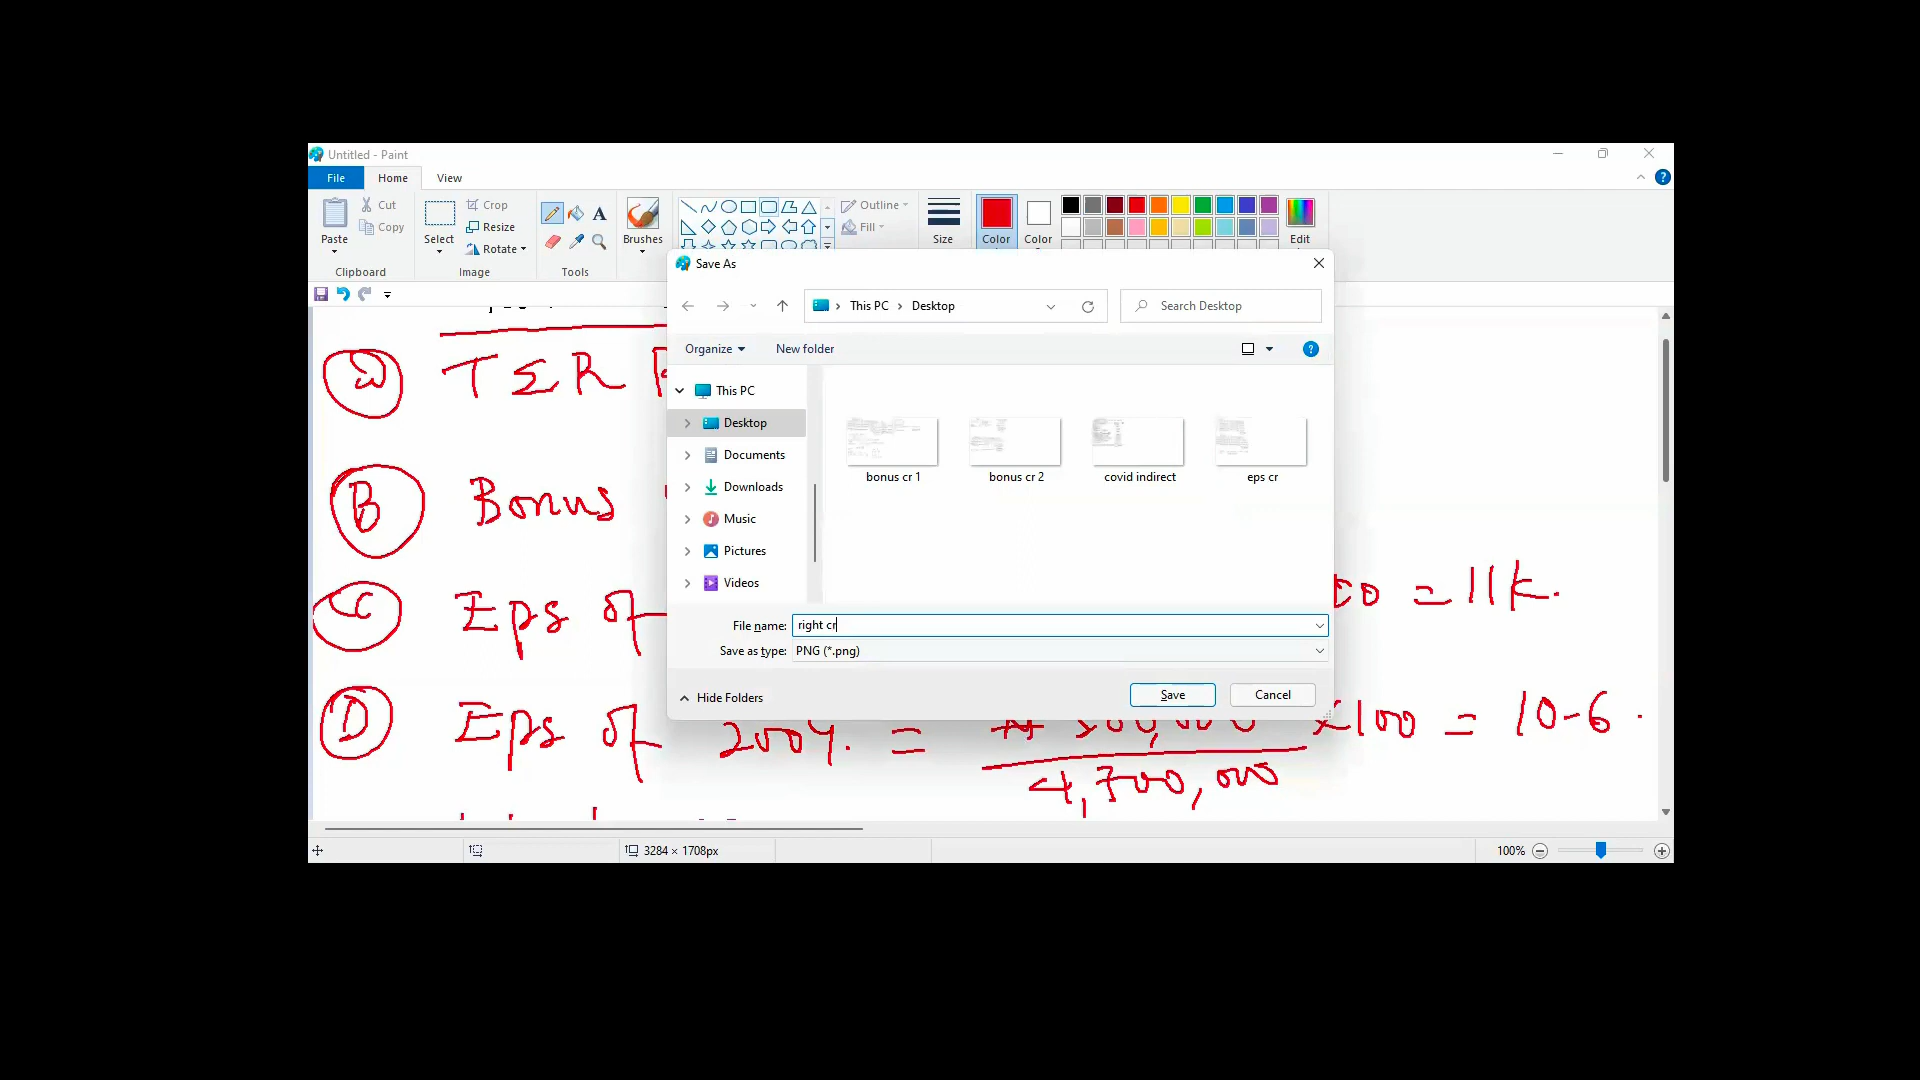 Untitled - Paint
File Home View
Paste
Cut
Copy
Clipboard
Select
Crop
Resize
Rotate
Image
Tools
Brushes
Outline
Fill
Size
Color
Color
Edit
Save As
This PC > Desktop
Search Desktop
Organize
New folder
This PC
Desktop
Documents
Downloads
Music
Pictures
Videos
bonus cr 1
bonus cr 2
covid indirect
eps cr
File name: right cr
Save as type: PNG (*.png)
Hide Folders
Save
Cancel
B Bonus
C Eps of = 11k.
D Eps of 2004. = 500,000 ×100 = 10-6.
4,700,000
3284 × 1708px
100%